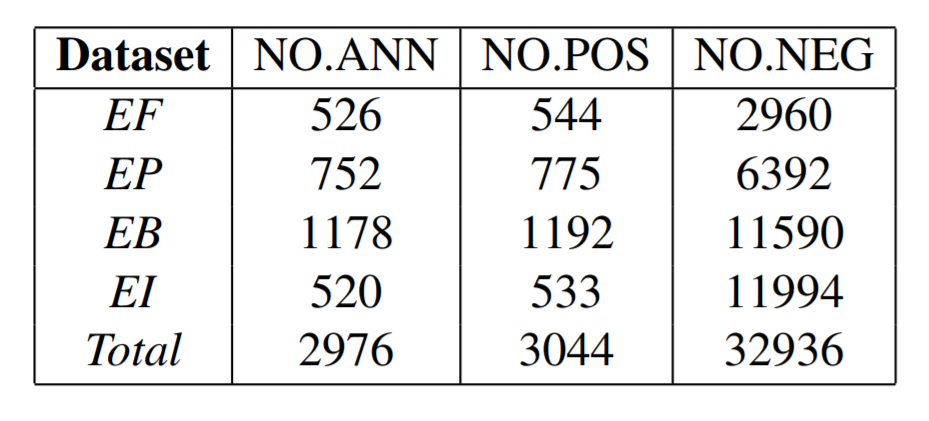 Dataset NO.ANN NO.POS NO.NEG
EF 526 544 2960
EP 752 775 6392
EB 1178 1192 11590
EI 520 533 11994
Total 2976 3044 32936